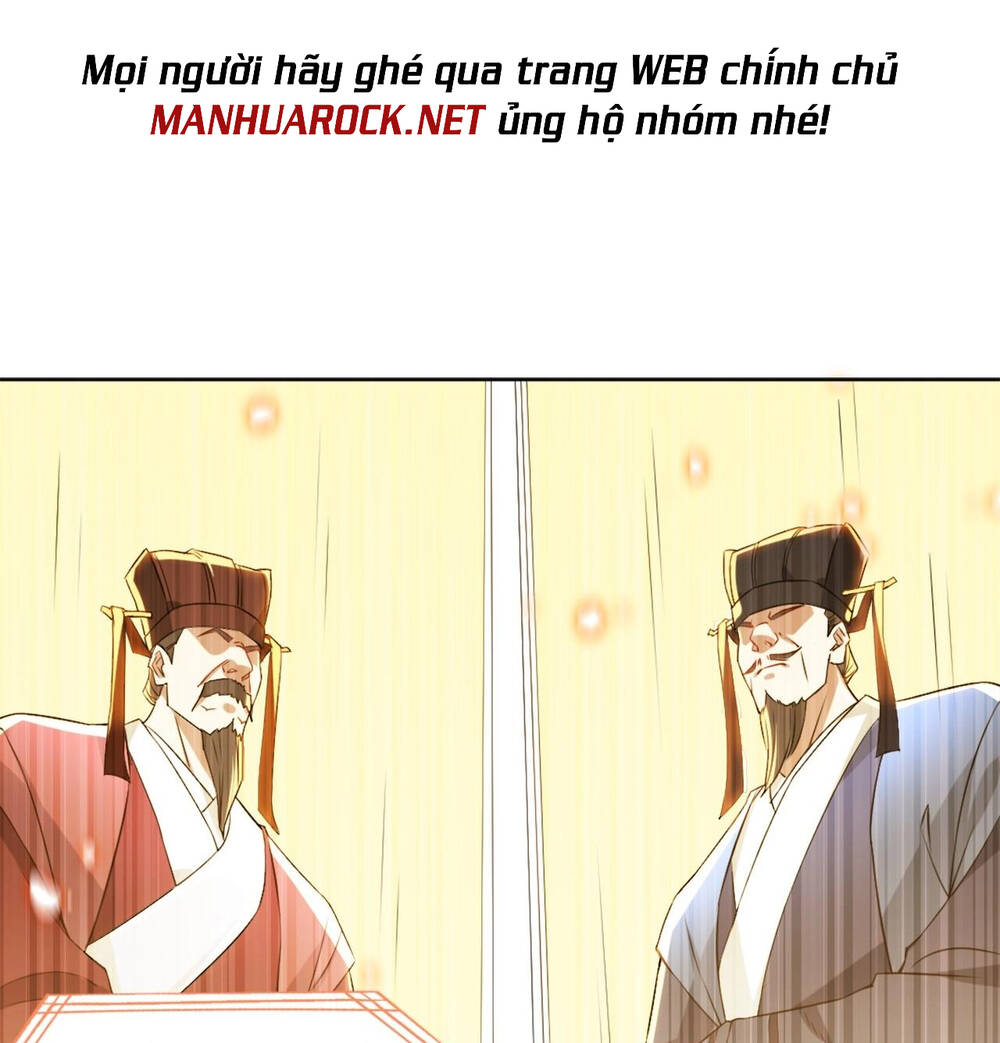 Mọi người hãy ghé qua trang WEB chính chủ
MANHUAROCK.NET ủng hộ nhóm nhé!